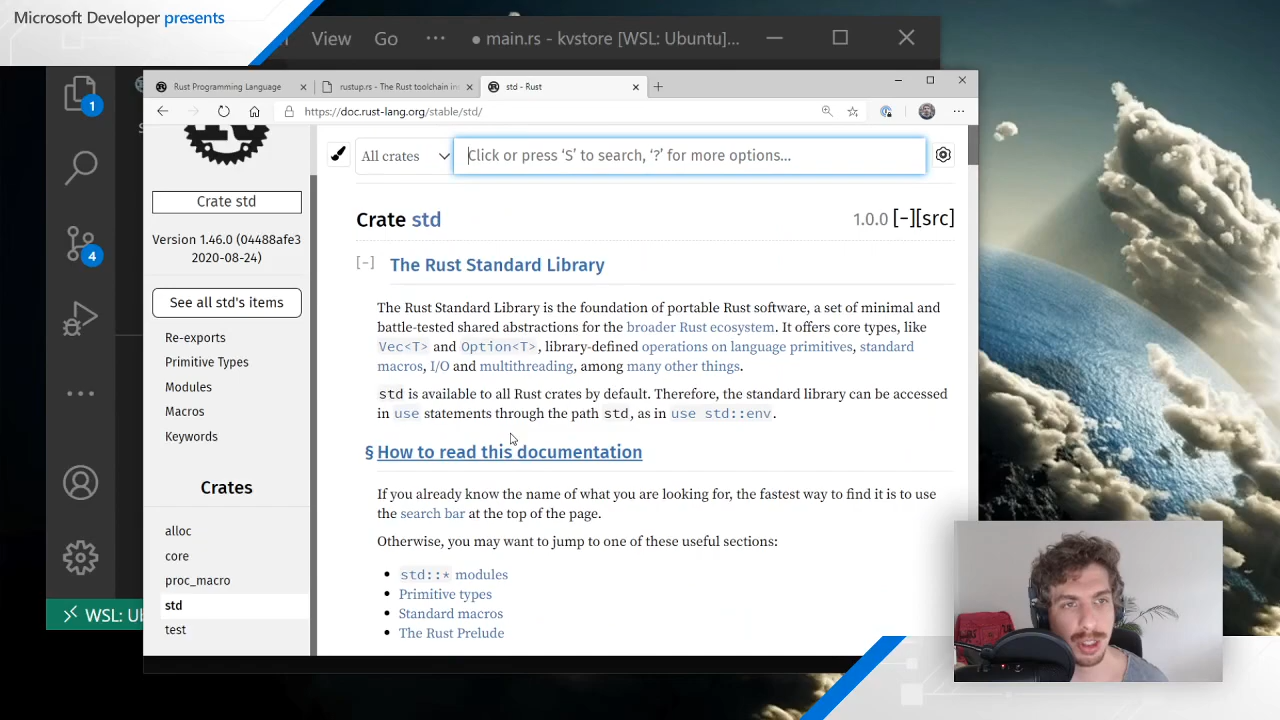 Microsoft Developer presents
View Go ··· ● main.rs - kvstore [WSL: Ubuntu]...
Rust Programming Language
rustup.rs - The Rust toolchain in
std - Rust
https://doc.rust-lang.org/stable/std/
1
4
WSL: Ub
Crate std
Version 1.46.0 (04488afe3
2020-08-24)
See all std's items
Re-exports
Primitive Types
Modules
Macros
Keywords
Crates
alloc
core
proc_macro
std
test
All crates
Click or press ‘S’ to search, ‘?’ for more options...
Crate std
1.0.0 [−][src]
[−] The Rust Standard Library
The Rust Standard Library is the foundation of portable Rust software, a set of minimal and
battle-tested shared abstractions for the broader Rust ecosystem. It offers core types, like
Vec<T> and Option<T>, library-defined operations on language primitives, standard
macros, I/O and multithreading, among many other things.
std is available to all Rust crates by default. Therefore, the standard library can be accessed
in use statements through the path std, as in use std::env.
§ How to read this documentation
If you already know the name of what you are looking for, the fastest way to find it is to use
the search bar at the top of the page.
Otherwise, you may want to jump to one of these useful sections:
• std::* modules
• Primitive types
• Standard macros
• The Rust Prelude